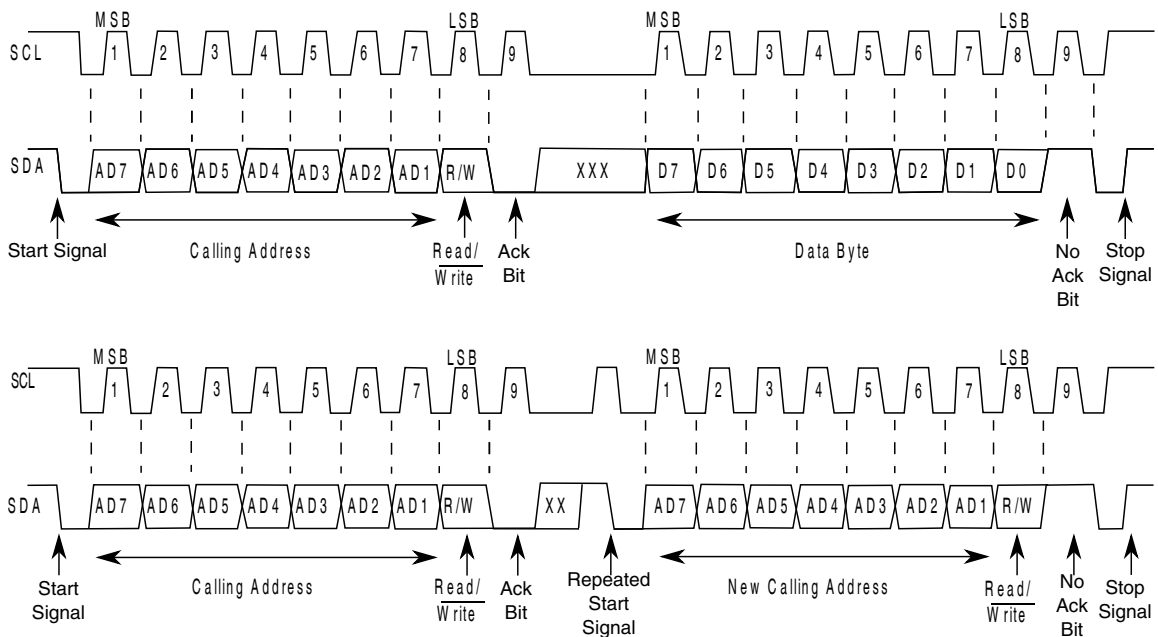 MSB LSB MSB LSB
SCL 1 2 3 4 5 6 7 8 9 1 2 3 4 5 6 7 8 9
SDA AD7 AD6 AD5 AD4 AD3 AD2 AD1 R/W XXX D7 D6 D5 D4 D3 D2 D1 D0
Start Signal Calling Address Read/ Ack Data Byte No Stop
Write Bit Ack Signal
Bit
MSB LSB MSB LSB
SCL 1 2 3 4 5 6 7 8 9 1 2 3 4 5 6 7 8 9
SDA AD7 AD6 AD5 AD4 AD3 AD2 AD1 R/W XX AD7 AD6 AD5 AD4 AD3 AD2 AD1 R/W
Start Calling Address Read/ Ack Repeated New Calling Address Read/ No Stop
Signal Write Bit Start Write Ack Signal
Signal Bit